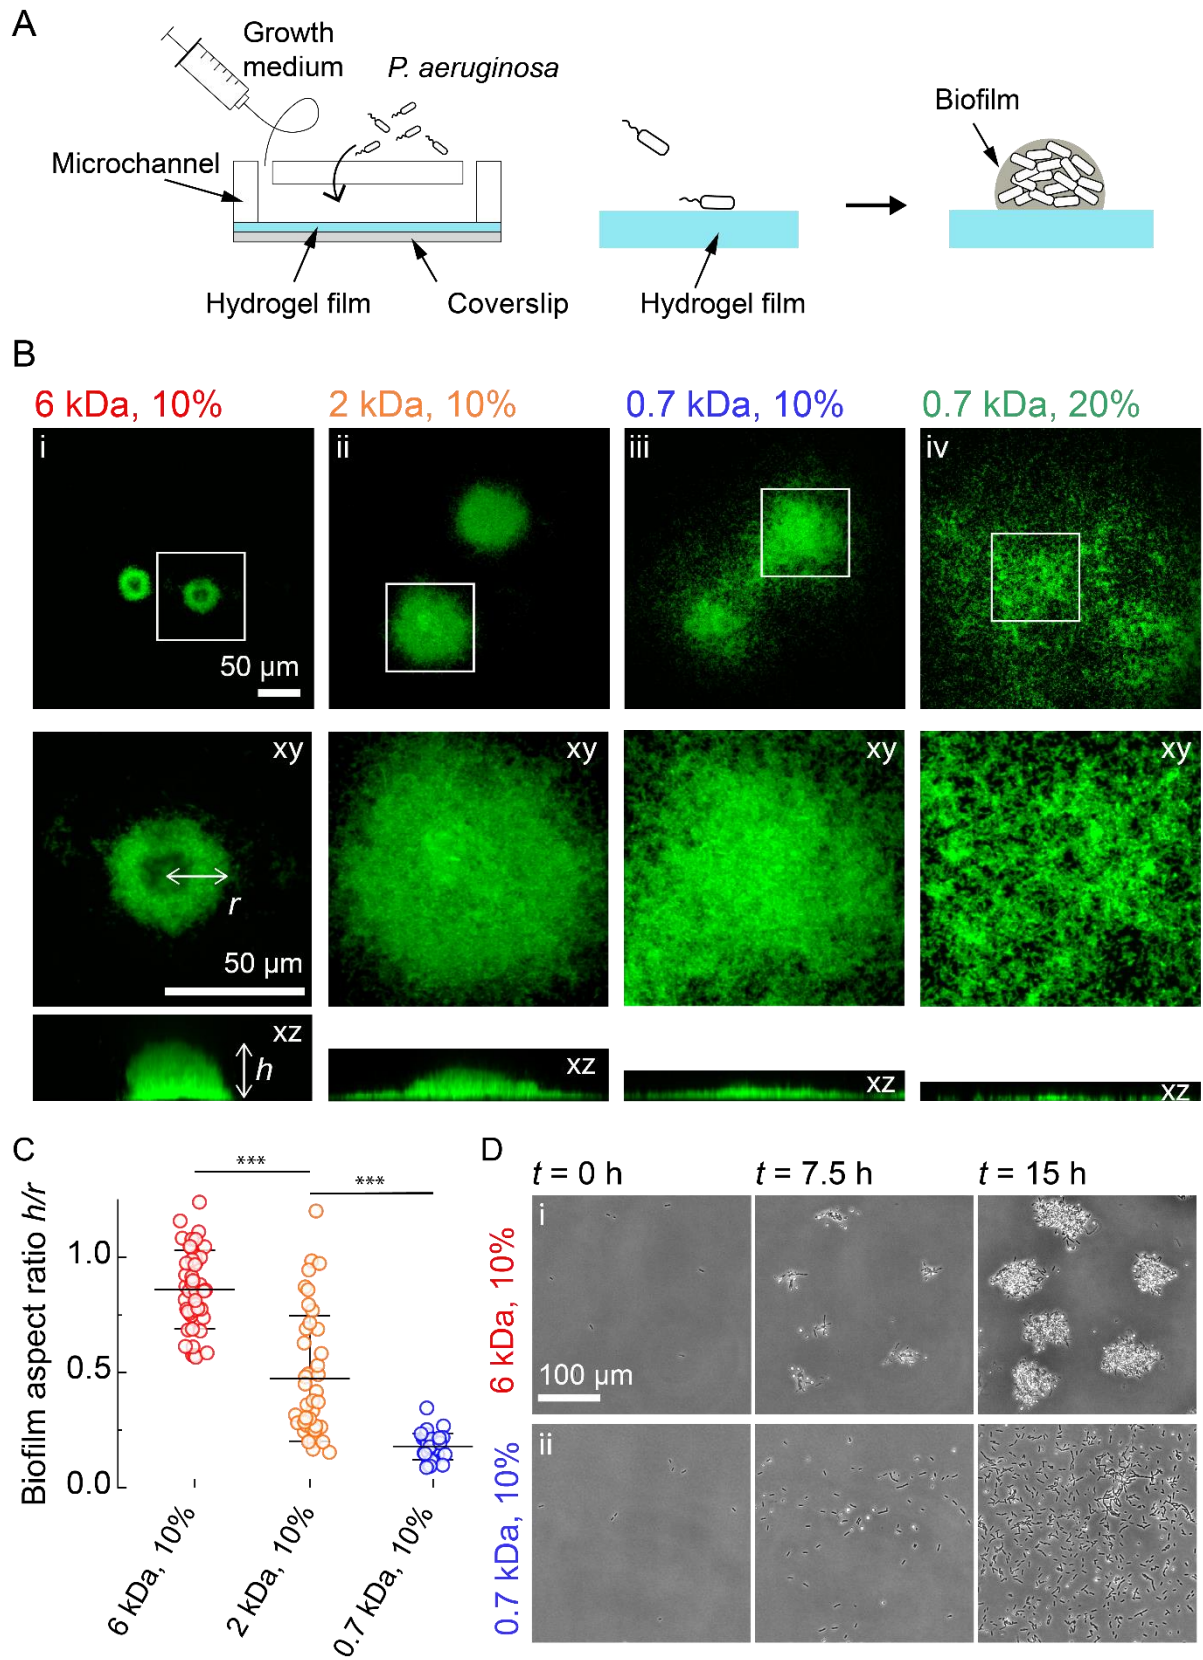 A
Growth
medium
P. aeruginosa
Microchannel
Hydrogel film
Coverslip
Hydrogel film
Biofilm
B
6 kDa, 10%
2 kDa, 10%
0.7 kDa, 10%
0.7 kDa, 20%
i
ii
iii
iv
50 µm
xy
xy
xy
xy
r
50 µm
xz
h
xz
xz
xz
C
***
***
Biofilm aspect ratio h/r
1.0
0.5
0.0
6 kDa, 10%
2 kDa, 10%
0.7 kDa, 10%
D
t = 0 h
t = 7.5 h
t = 15 h
6 kDa, 10%
i
100 µm
0.7 kDa, 10%
ii